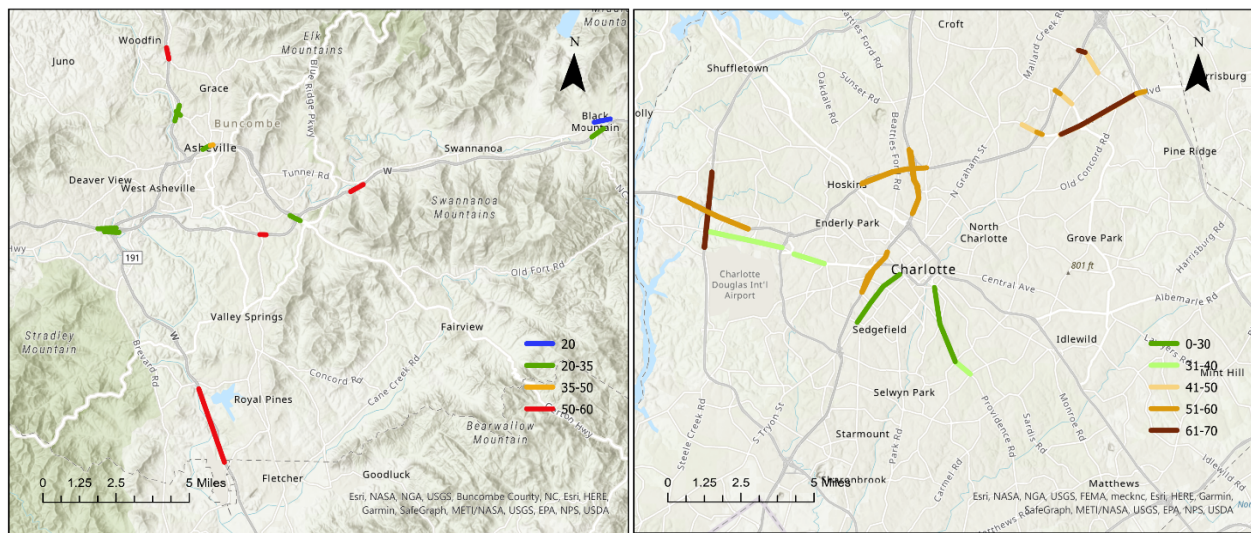 Woodfin
Elk
Mountains
Juno
Grace
Blue Ridge Pkwy
N
Buncombe
Asheville
Black
Mountain
Deaver View
West Asheville
Tunnel Rd
Swannanoa
W
Swannanoa
Mountains
Hwy
191
Old Fort Rd
Valley Springs
Fairview
Stradley
Mountain
W
Brevard Rd
Concord Rd
Cane Creek Rd
Royal Pines
Bearwallow
Mountain
Fletcher
Goodluck
20
20-35
35-50
50-60
0 1.25 2.5 5 Miles
Esri, NASA, NGA, USGS, Buncombe County, NC, Esri, HERE,
Garmin, SafeGraph, METI/NASA, USGS, EPA, NPS, USDA
Croft
Mallard Creek Rd
N
Shuffletown
Oakdale Rd
Sunset Rd
Beatties Ford Rd
N Graham St
Old Concord Rd
Pine Ridge
Hoskins
Enderly Park
North
Charlotte
Grove Park
Harrisburg Rd
Charlotte
Charlotte
Douglas Int'l
Airport
801 ft
Central Ave
Albemarle Rd
Sedgefield
Idlewild
Lawyers Rd
Mint Hill
Selwyn Park
Steele Creek Rd
S Tryon St
Starmount
Park Rd
Providence Rd
Sardis Rd
Monroe Rd
Carmel Rd
Idlewild Rd
Matthews
0-30
31-40
41-50
51-60
61-70
0 1.25 2.5 5 Miles
Esri, NASA, NGA, USGS, FEMA, mecknc, Esri, HERE, Garmin,
SafeGraph, METI/NASA, USGS, EPA, NPS, USDA